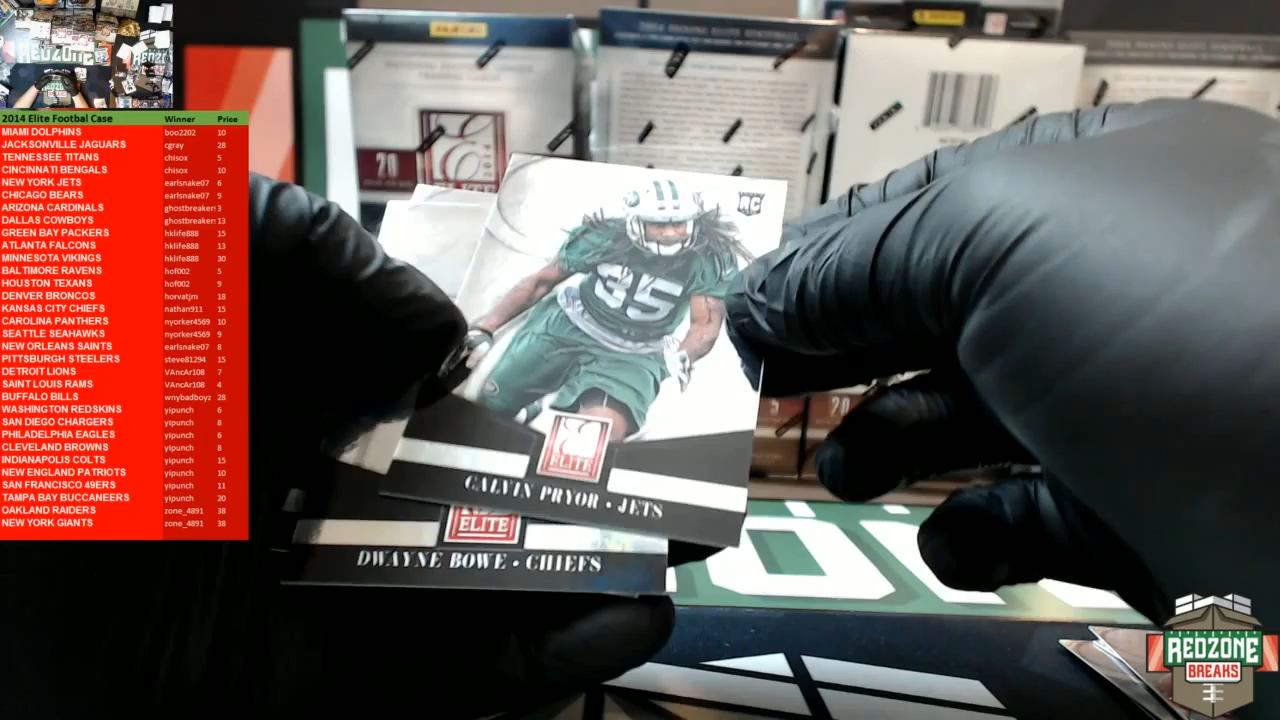 REDZONE
2014 Elite Footbal Case Winner Price
MIAMI DOLPHINS boo2202 10
JACKSONVILLE JAGUARS cgray 28
TENNESSEE TITANS chisox 5
CINCINNATI BENGALS chisox 10
NEW YORK JETS earlsnake07 6
CHICAGO BEARS earlsnake07 9
ARIZONA CARDINALS ghostbreaker 3
DALLAS COWBOYS ghostbreaker 13
GREEN BAY PACKERS hklife888 15
ATLANTA FALCONS hklife888 13
MINNESOTA VIKINGS hklife888 30
BALTIMORE RAVENS hof002 5
HOUSTON TEXANS hof002 9
DENVER BRONCOS horvatjm 18
KANSAS CITY CHIEFS nathan911 15
CAROLINA PANTHERS nyorker4569 10
SEATTLE SEAHAWKS nyorker4569 9
NEW ORLEANS SAINTS earlsnake07 8
PITTSBURGH STEELERS steve81294 15
DETROIT LIONS VAncAr108 7
SAINT LOUIS RAMS VAncAr108 4
BUFFALO BILLS wnybadboyz 28
WASHINGTON REDSKINS yipunch 6
SAN DIEGO CHARGERS yipunch 8
PHILADELPHIA EAGLES yipunch 6
CLEVELAND BROWNS yipunch 8
INDIANAPOLIS COLTS yipunch 15
NEW ENGLAND PATRIOTS yipunch 10
SAN FRANCISCO 49ERS yipunch 11
TAMPA BAY BUCCANEERS yipunch 20
OAKLAND RAIDERS zone_4891 38
NEW YORK GIANTS zone_4891 38
PANINI
20
RC
35
ELITE
CALVIN PRYOR • JETS
ELITE
DWAYNE BOWE • CHIEFS
20
REDZONE
BREAKS